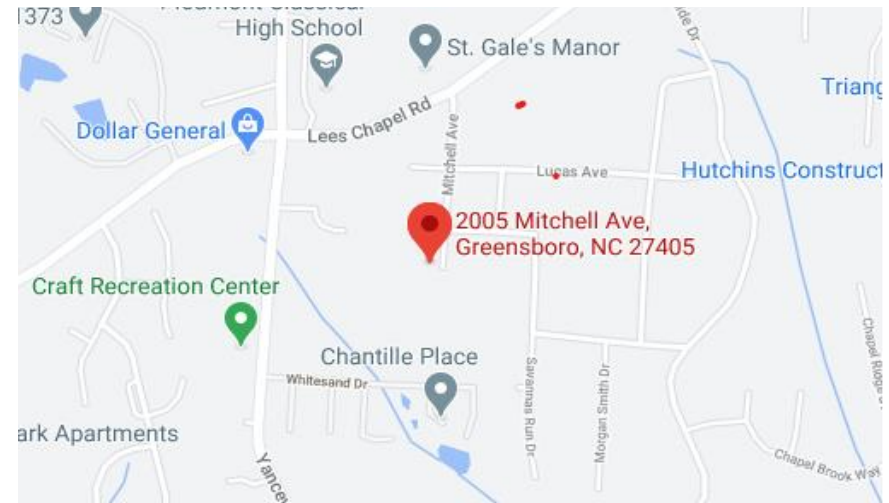 1373
High School
St. Gale's Manor
Dollar General
Lees Chapel Rd
Mitchell Ave
Lucas Ave
Hutchins Construct
2005 Mitchell Ave,
Greensboro, NC 27405
Craft Recreation Center
Chantille Place
Whitesand Dr
Savannas Run Dr
Morgan Smith Dr
Chapel Brook Way
ark Apartments
Yancey
Triang
Chapel Ridge